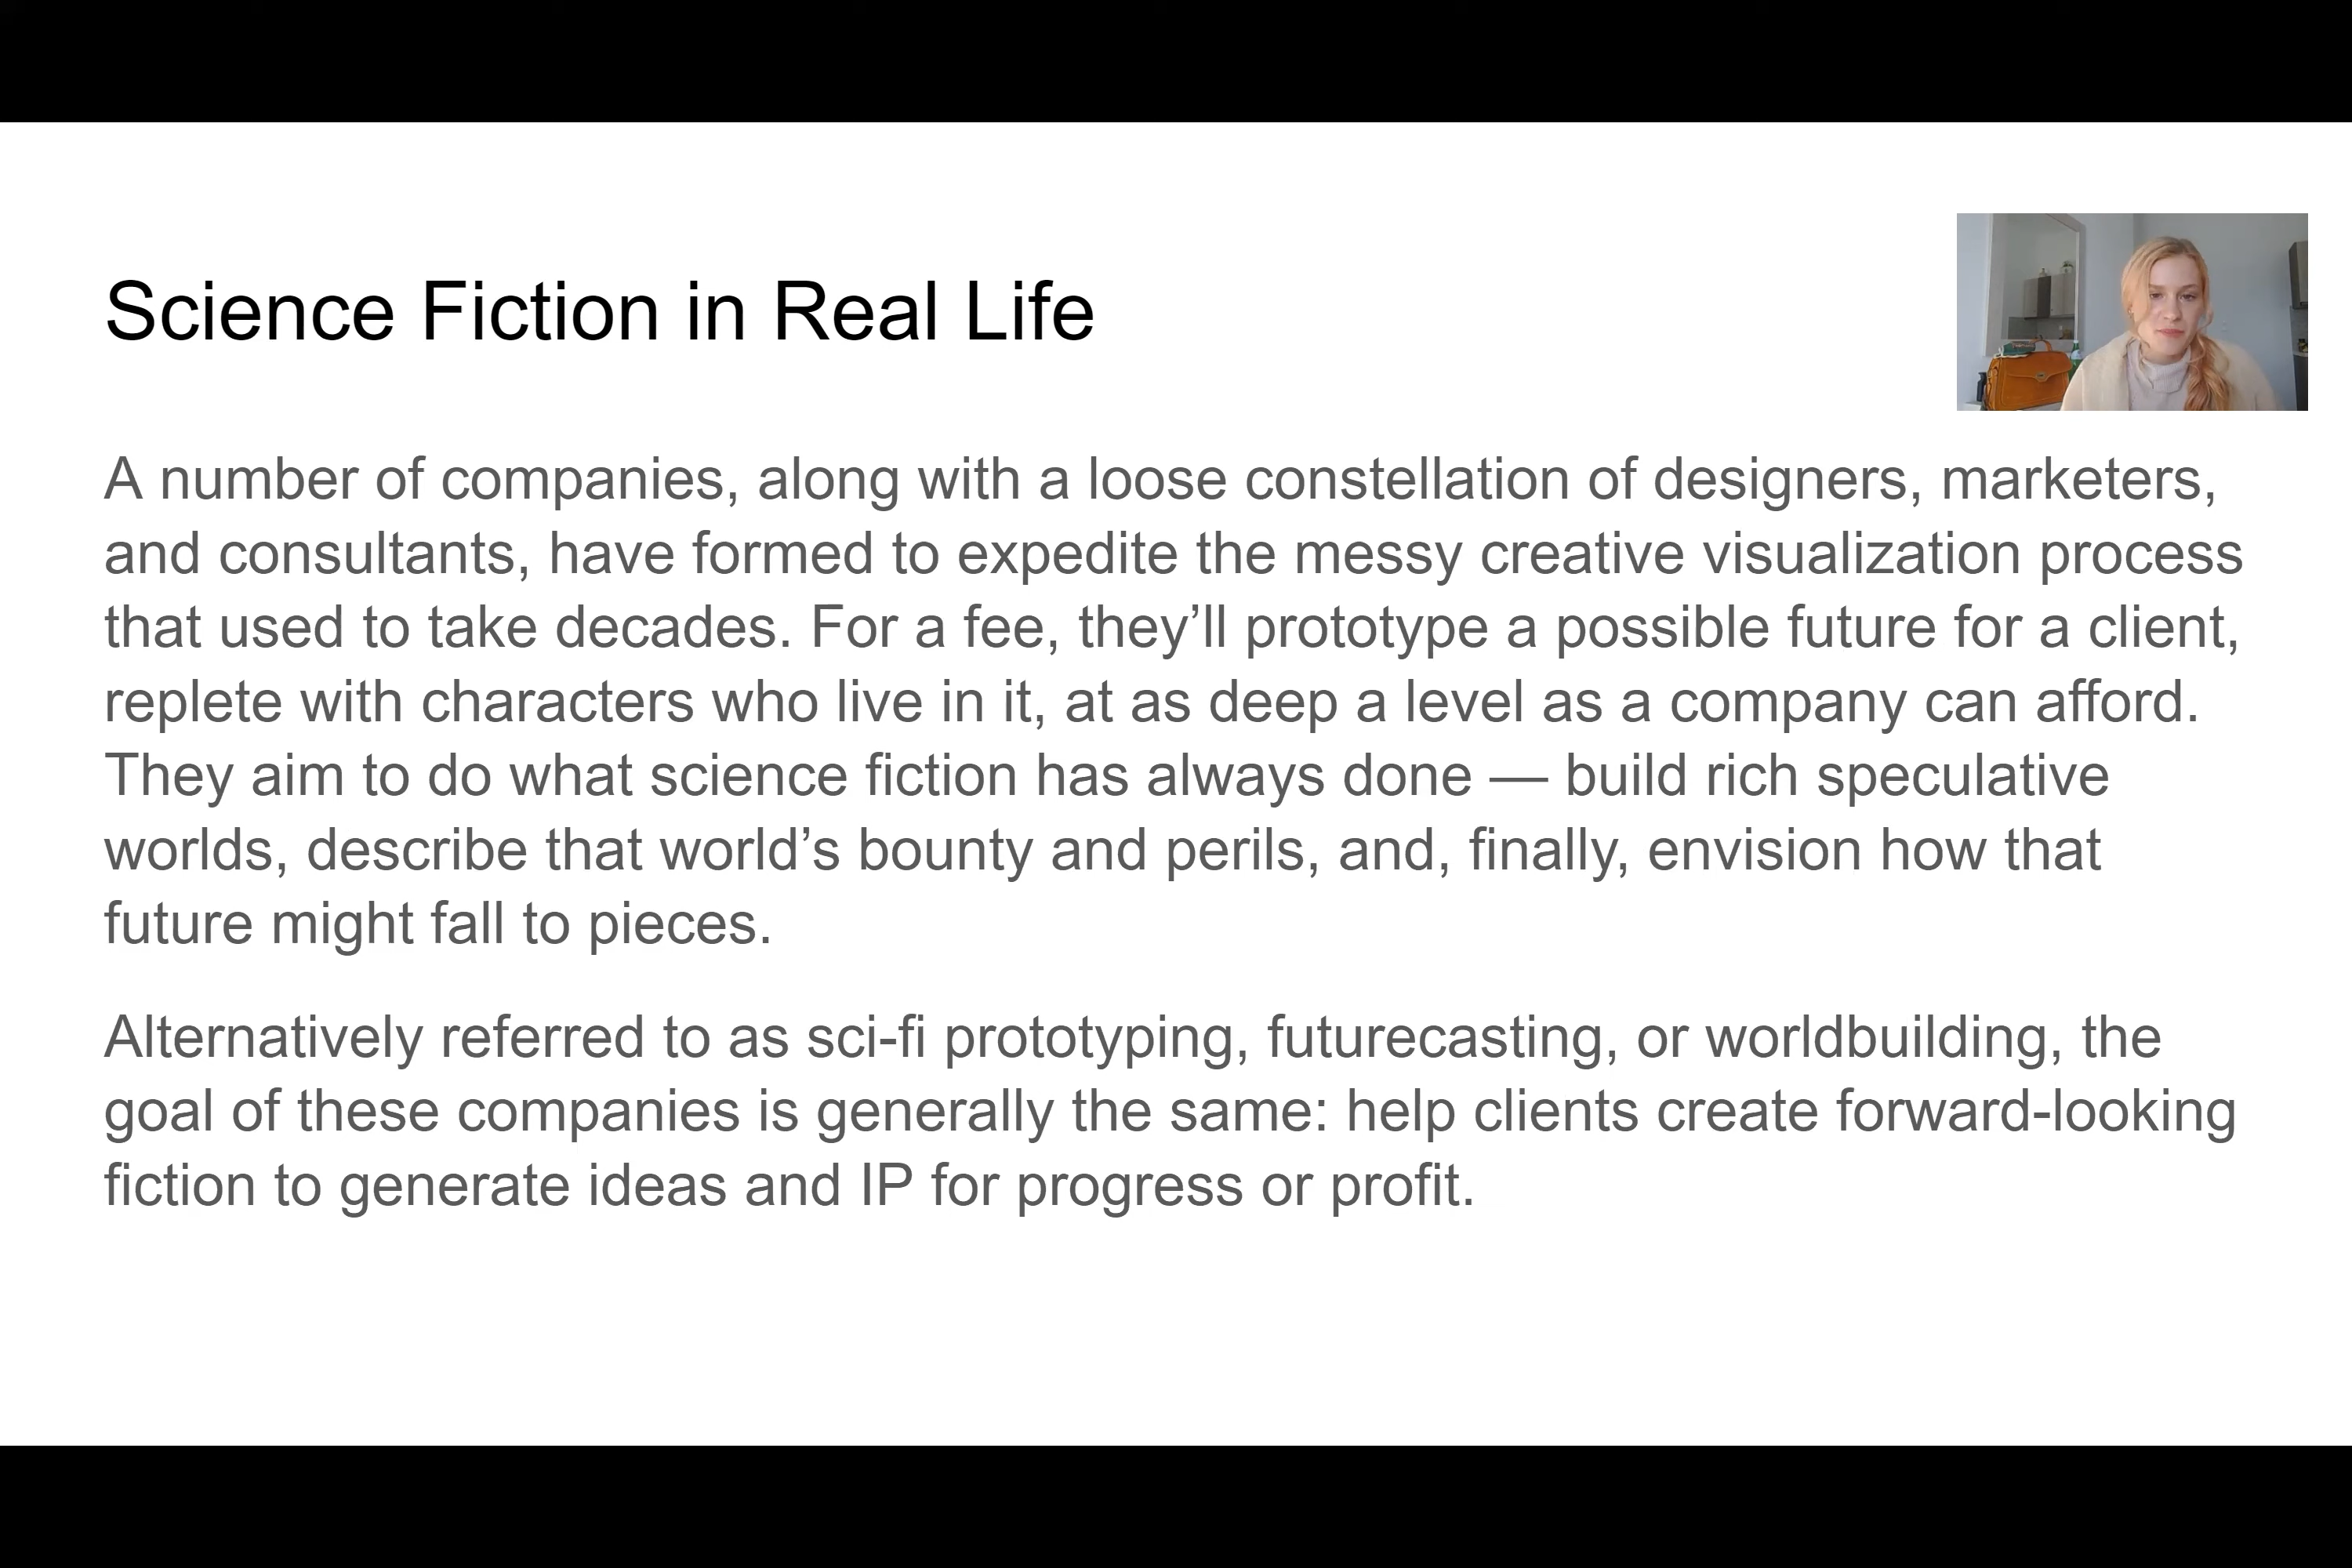 Science Fiction in Real Life
A number of companies, along with a loose constellation of designers, marketers,
and consultants, have formed to expedite the messy creative visualization process
that used to take decades. For a fee, they’ll prototype a possible future for a client,
replete with characters who live in it, at as deep a level as a company can afford.
They aim to do what science fiction has always done — build rich speculative
worlds, describe that world’s bounty and perils, and, finally, envision how that
future might fall to pieces.
Alternatively referred to as sci-fi prototyping, futurecasting, or worldbuilding, the
goal of these companies is generally the same: help clients create forward-looking
fiction to generate ideas and IP for progress or profit.